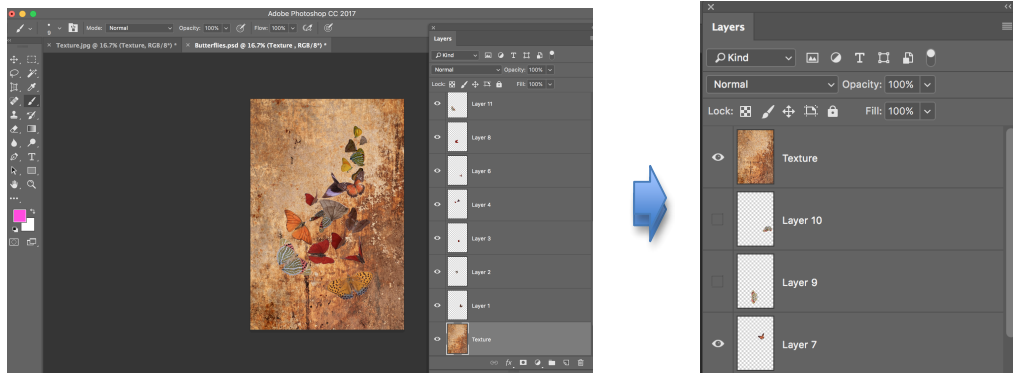 Adobe Photoshop CC 2017
Mode: Normal Opacity: 100% Flow: 100%
× Texture.jpg @ 16.7% (Texture, RGB/8*) * × Butterflies.psd @ 16.7% (Texture , RGB/8*) *
Layers
Kind
Normal Opacity: 100%
Lock: Fill: 100%
Layer 11
Layer 8
Layer 6
Layer 4
Layer 3
Layer 2
Layer 1
Texture
fx
Layers
Kind
Normal Opacity: 100%
Lock: Fill: 100%
Texture
Layer 10
Layer 9
Layer 7